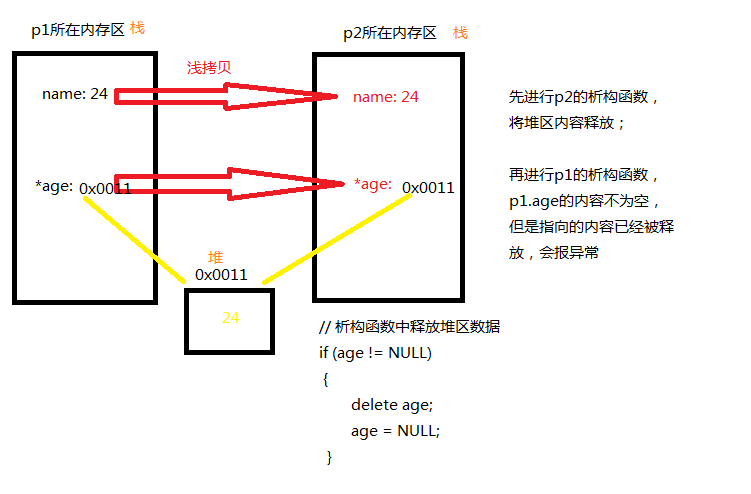 p1所在内存区 栈
p2所在内存区 栈
浅拷贝
name: 24
name: 24
*age: 0x0011
*age: 0x0011
堆
0x0011
24
先进行p2的析构函数，
将堆区内容释放；
再进行p1的析构函数，
p1.age的内容不为空，
但是指向的内容已经被释
放，会报异常
// 析构函数中释放堆区数据
if (age != NULL)
{
delete age;
age = NULL;
}